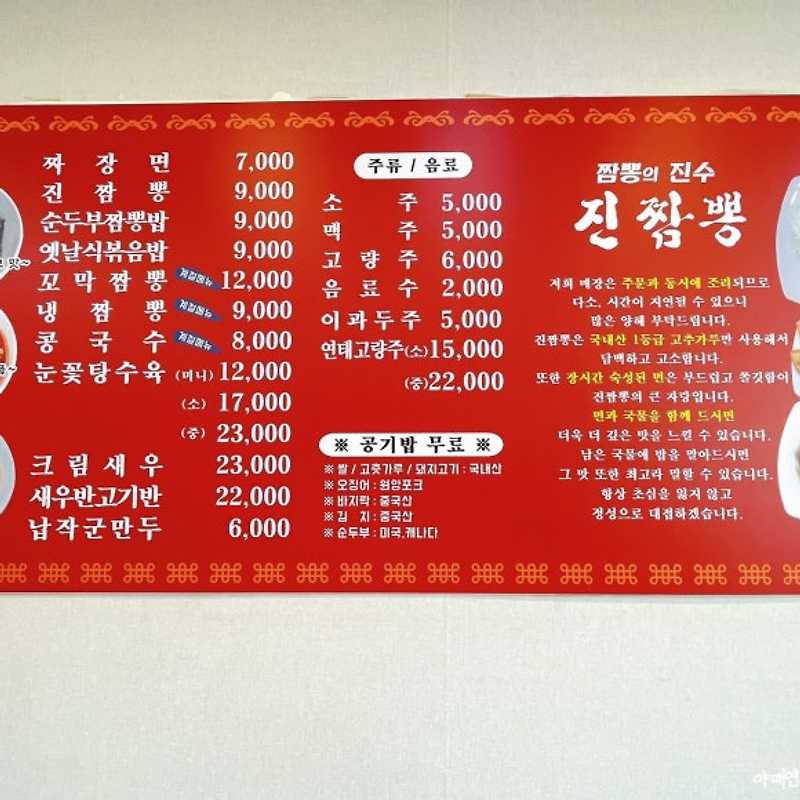 짜장면 7,000
진짬뽕 9,000
순두부짬뽕밥 9,000
옛날식볶음밥 9,000
꼬막짬뽕 계절메뉴 12,000
냉짬뽕 계절메뉴 9,000
콩국수 계절메뉴 8,000
눈꽃탕수육 (미니) 12,000
(소) 17,000
(중) 23,000
크림새우 23,000
새우반고기반 22,000
납작군만두 6,000
주류 / 음료
소주 5,000
맥주 5,000
고량주 6,000
음료수 2,000
이과두주 5,000
연태고량주(소) 15,000
(중) 22,000
※ 공기밥 무료 ※
※ 쌀 / 고춧가루 / 돼지고기 : 국내산
※ 오징어 : 원양포크
※ 바지락 : 중국산
※ 김 지 : 중국산
※ 순두부 : 미국,캐나다
짬뽕의 진수
진짬뽕
저희 매장은 주문과 동시에 조리되므로
다소, 시간이 지연될 수 있으니
많은 양해 부탁드립니다.
진짬뽕은 국내산 1등급 고추가루만 사용해서
담백하고 고소합니다.
또한 장시간 숙성된 면은 부드럽고 쫄깃함이
진짬뽕의 큰 자랑입니다.
면과 국물을 함께 드시면
더욱 더 깊은 맛을 느낄 수 있습니다.
남은 국물에 밥을 말아드시면
그 맛 또한 최고라 말할 수 있습니다.
항상 초심을 잃지 않고
정성으로 대접하겠습니다.